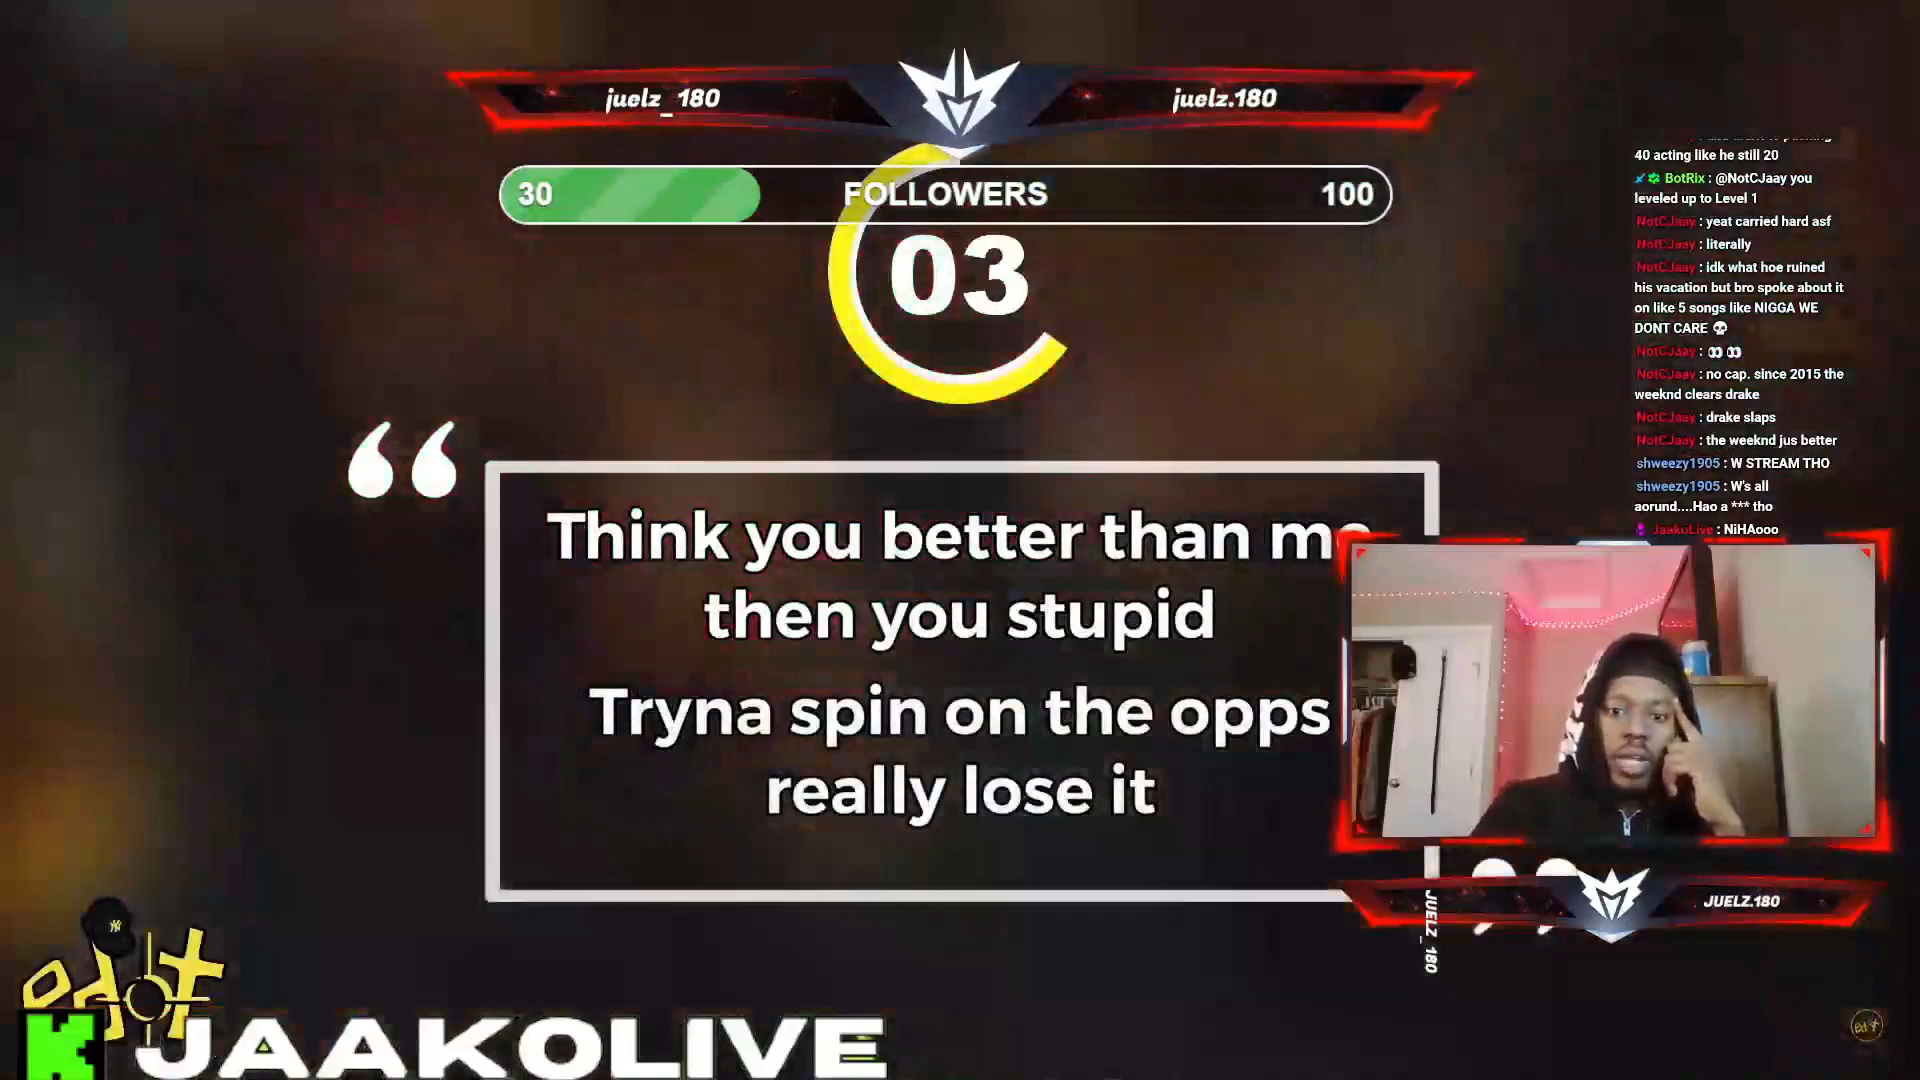 juelz_180
juelz.180
30
FOLLOWERS
100
03
“
Think you better than me
then you stupid
Tryna spin on the opps
really lose it
40 acting like he still 20
BotRix : @NotCJaay you
leveled up to Level 1
NotCJaay : yeat carried hard asf
NotCJaay : literally
NotCJaay : idk what hoe ruined
his vacation but bro spoke about it
on like 5 songs like NIGGA WE
DONT CARE 💀
NotCJaay : 👀 👀
NotCJaay : no cap. since 2015 the
weeknd clears drake
NotCJaay : drake slaps
NotCJaay : the weeknd jus better
shweezy1905 : W STREAM THO
shweezy1905 : W's all
aorund....Hao a *** tho
JaakoLive : NiHAooo
JUELZ_180
JUELZ.180
JAAKOLIVE